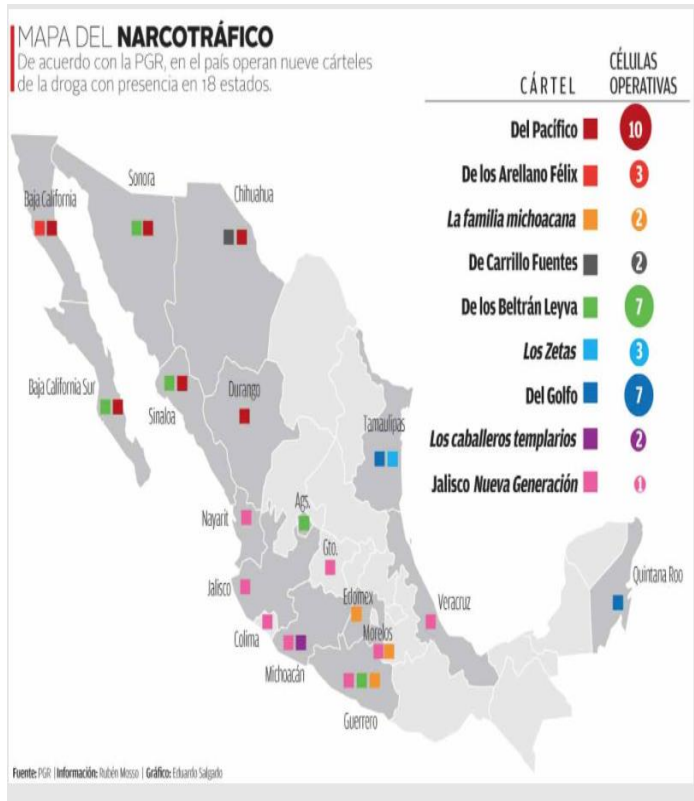 MAPA DEL NARCOTRÁFICO
De acuerdo con la PGR, en el país operan nueve cárteles
de la droga con presencia en 18 estados.
CÁRTEL
CÉLULAS
OPERATIVAS
Del Pacífico 10
De los Arellano Félix 3
La familia michoacana 2
De Carrillo Fuentes 2
De los Beltrán Leyva 7
Los Zetas 3
Del Golfo 7
Los caballeros templarios 2
Jalisco Nueva Generación 1
Baja California
Sonora
Chihuahua
Baja California Sur
Sinaloa
Durango
Tamaulipas
Nayarit
Ags.
Gto.
Jalisco
Edomex
Veracruz
Quintana Roo
Colima
Morelos
Michoacán
Guerrero
Fuente: PGR | Información: Rubén Mosso | Gráfico: Eduardo Salgado